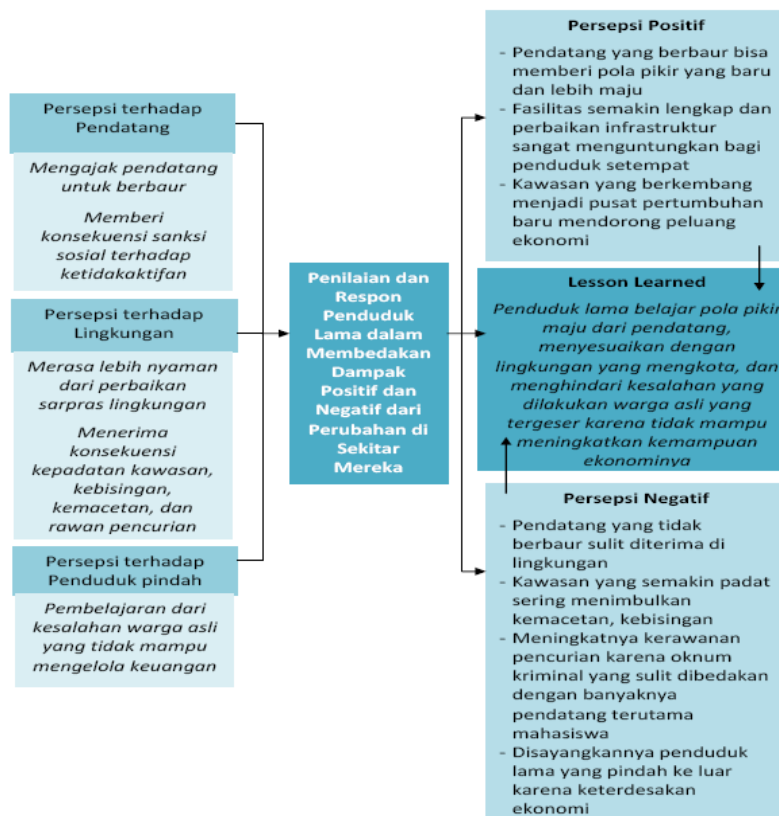 Persepsi terhadap
Pendatang
Mengajak pendatang
untuk berbaur
Memberi
konsekuensi sanksi
sosial terhadap
ketidakaktifan
Persepsi terhadap
Lingkungan
Merasa lebih nyaman
dari perbaikan
sarpras lingkungan
Menerima
konsekuensi
kepadatan kawasan,
kebisingan,
kemacetan, dan
rawan pencurian
Persepsi terhadap
Penduduk pindah
Pembelajaran dari
kesalahan warga asli
yang tidak mampu
mengelola keuangan
Penilaian dan
Respon
Penduduk
Lama dalam
Membedakan
Dampak
Positif dan
Negatif dari
Perubahan di
Sekitar
Mereka
Persepsi Positif
- Pendatang yang berbaur bisa
memberi pola pikir yang baru
dan lebih maju
- Fasilitas semakin lengkap dan
perbaikan infrastruktur
sangat menguntungkan bagi
penduduk setempat
- Kawasan yang berkembang
menjadi pusat pertumbuhan
baru mendorong peluang
ekonomi
Lesson Learned
Penduduk lama belajar pola pikir
maju dari pendatang,
menyesuaikan dengan
lingkungan yang mengkota, dan
menghindari kesalahan yang
dilakukan warga asli yang
tergeser karena tidak mampu
meningkatkan kemampuan
ekonominya
Persepsi Negatif
- Pendatang yang tidak
berbaur sulit diterima di
lingkungan
- Kawasan yang semakin padat
sering menimbulkan
kemacetan, kebisingan
- Meningkatnya kerawanan
pencurian karena oknum
kriminal yang sulit dibedakan
dengan banyaknya
pendatang terutama
mahasiswa
- Disayangkannya penduduk
lama yang pindah ke luar
karena keterdesakan
ekonomi